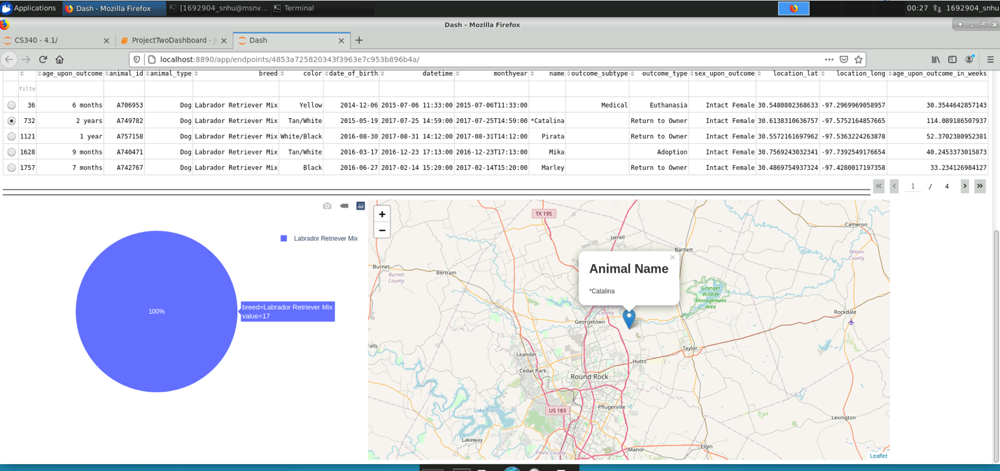 Applications Dash - Mozilla Firefox [1692904_snhu@msnv... Terminal 00:27 1692904_snhu
Dash - Mozilla Firefox
CS340 - 4.1/ ProjectTwoDashboard - J Dash
localhost:8890/app/endpoints/4853a725820343f3963e7c953b896b4a/
age_upon_outcome animal_id animal_type breed color date_of_birth datetime monthyear name outcome_subtype outcome_type sex_upon_outcome location_lat location_long age_upon_outcome_in_weeks
filte
36 6 months A706953 Dog Labrador Retriever Mix Yellow 2014-12-06 2015-07-06 11:33:00 2015-07-06T11:33:00 Medical Euthanasia Intact Female 30.5480802368633 -97.2969969058957 30.3544642857143
732 2 years A749782 Dog Labrador Retriever Mix Tan/White 2015-05-19 2017-07-25 14:59:00 2017-07-25T14:59:00 *Catalina Return to Owner Intact Female 30.6138310636757 -97.5752164857665 114.089186507937
1121 1 year A757158 Dog Labrador Retriever Mix White/Black 2016-08-30 2017-08-31 14:12:00 2017-08-31T14:12:00 Pirata Return to Owner Intact Female 30.5572161697962 -97.5363224263878 52.3702380952381
1628 9 months A740471 Dog Labrador Retriever Mix Tan/White 2016-03-17 2016-12-23 17:13:00 2016-12-23T17:13:00 Mika Adoption Intact Female 30.7569243032341 -97.7392549176654 40.2453373015873
1757 7 months A742767 Dog Labrador Retriever Mix Black 2016-06-27 2017-02-14 15:20:00 2017-02-14T15:20:00 Marley Return to Owner Intact Female 30.4869754937324 -97.4280017197358 33.234126984127
1 / 4
Labrador Retriever Mix
100%
breed=Labrador Retriever Mix
value=17
+
−
TX 195
Cameron
Jarrell
Bartlett
Milam
County
Animal Name
*Catalina
Burnet
Bertram
Burnet
County
Granger
Wildlife
Management
Area
Williamson
County
Rockdale
Georgetown
Falls
Taylor
Leander
Hutto
Cedar Park
Round Rock
US 183
Pflugerville
Lake Travis
Lexington
Lakeway
Elgin
Manor
Travis County
Leaflet